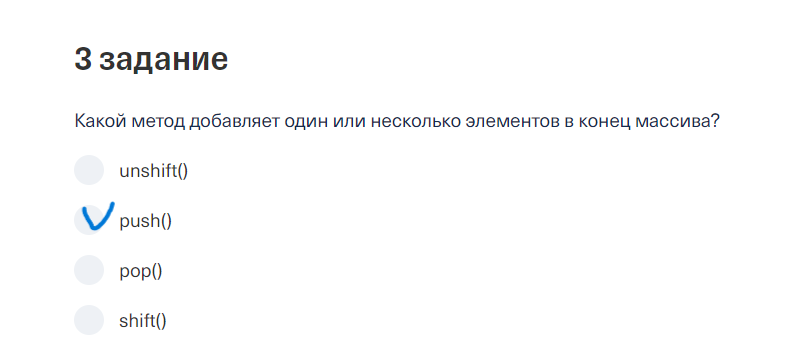 3 задание
Какой метод добавляет один или несколько элементов в конец массива?
unshift()
push()
pop()
shift()